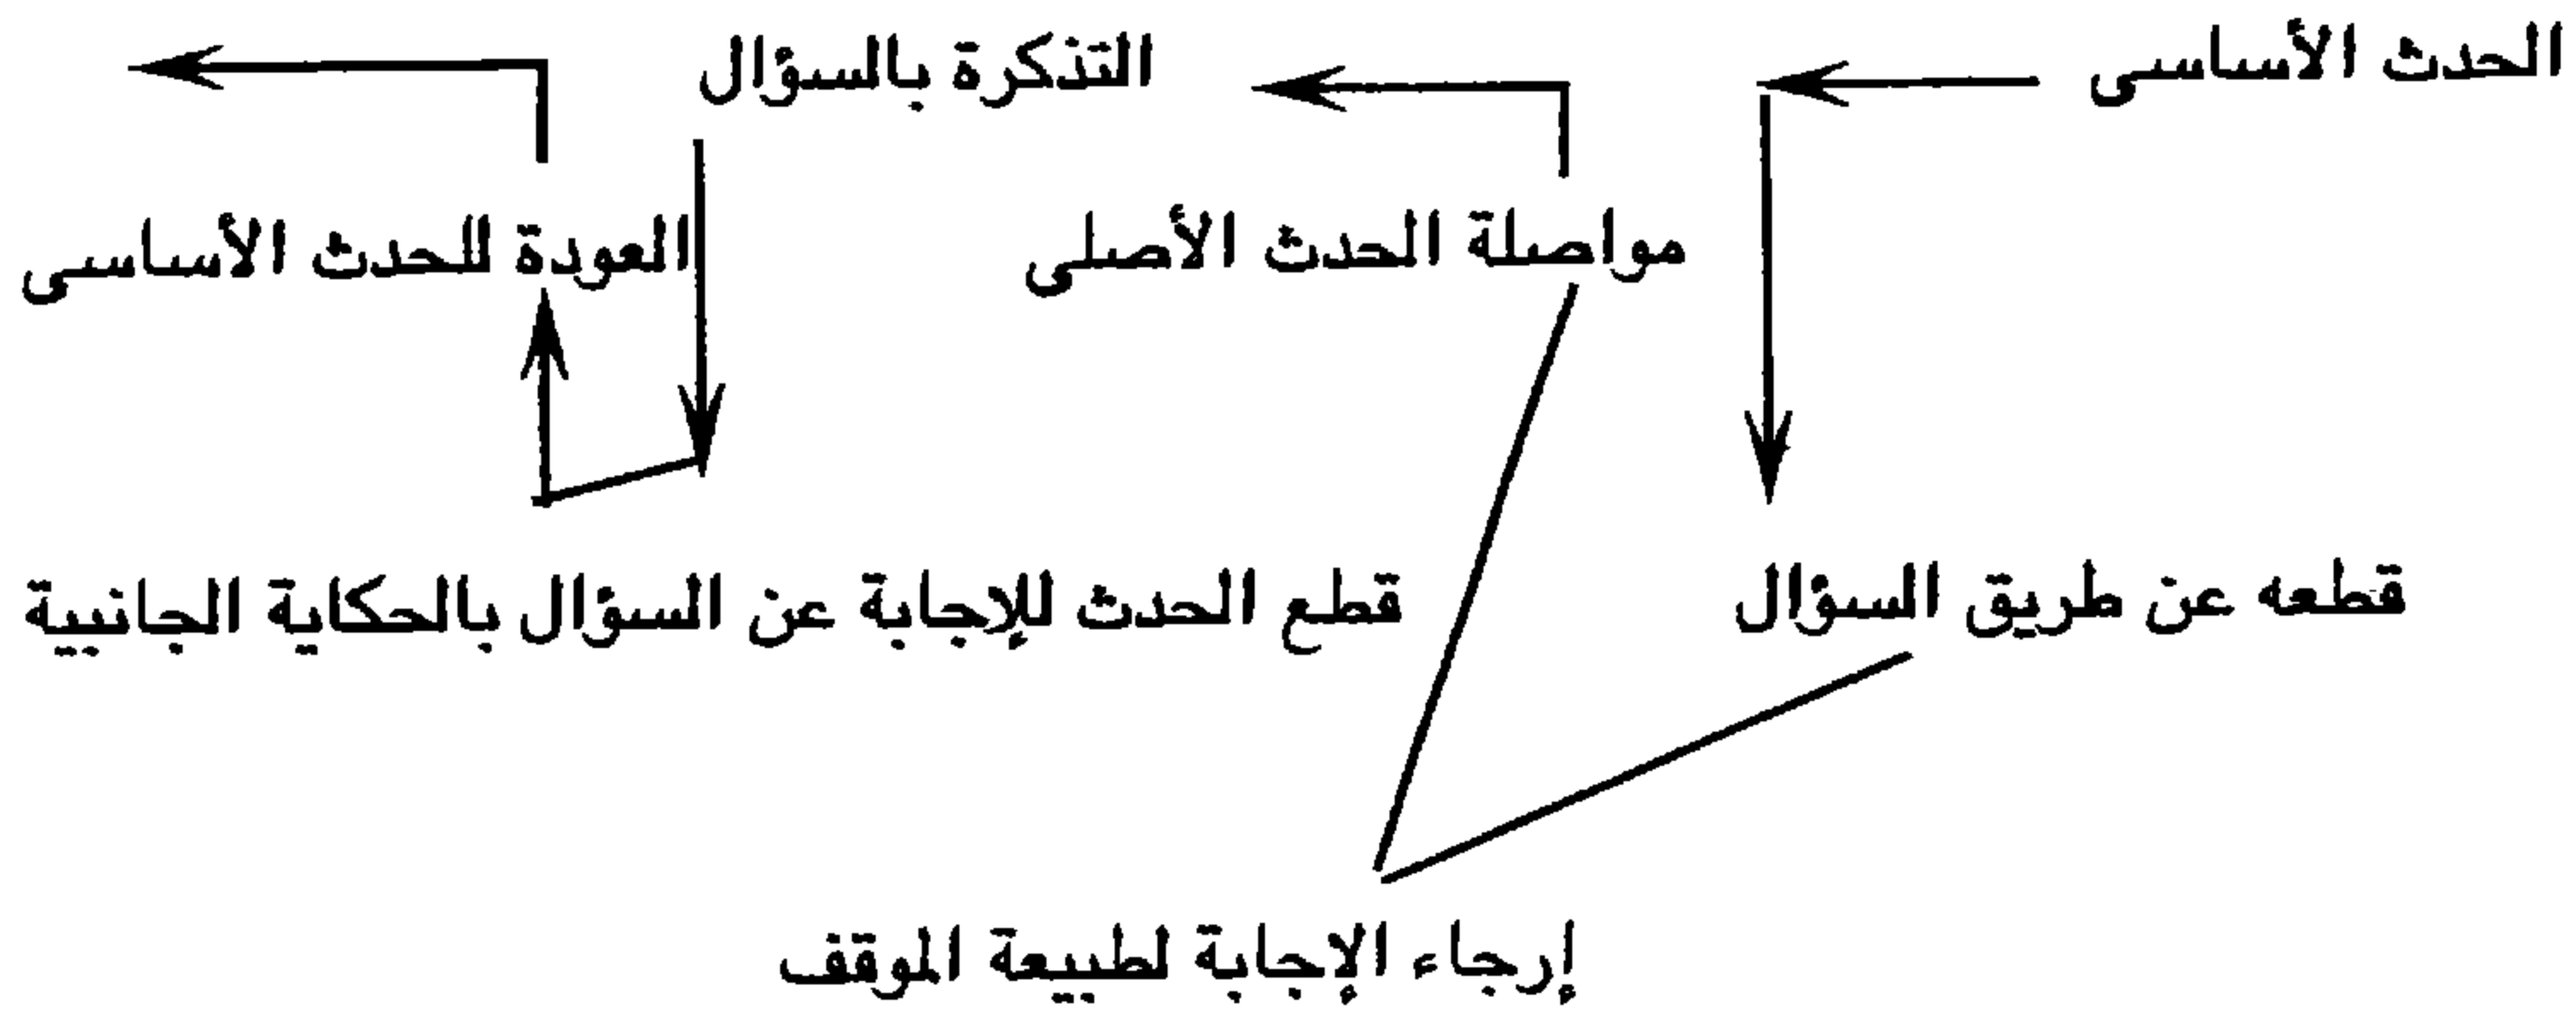 الحدث الأساسى
التذكرة بالسؤال
مواصلة الحدث الأصلى
العودة للحدث الأساسى
قطعه عن طريق السؤال
قطع الحدث للإجابة عن السؤال بالحكاية الجانبية
إرجاء الإجابة لطبيعة الموقف